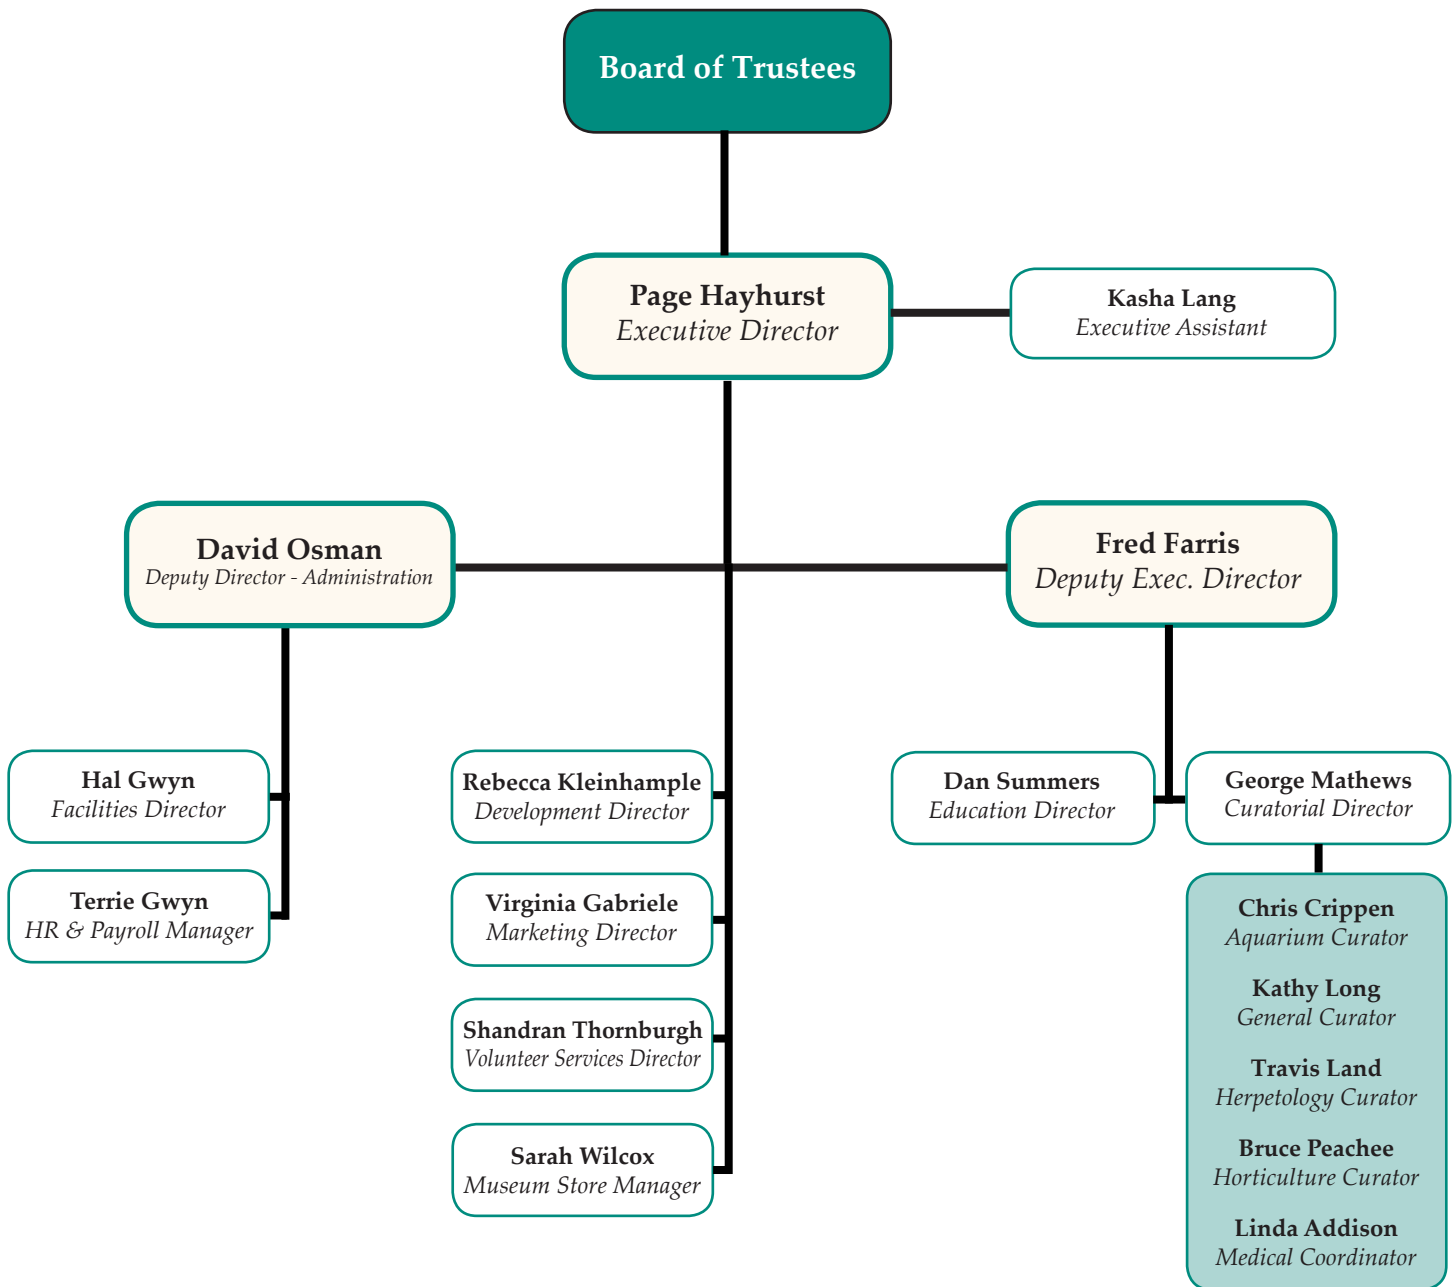 Board of Trustees
Page Hayhurst
Executive Director
Kasha Lang
Executive Assistant
David Osman
Deputy Director - Administration
Fred Farris
Deputy Exec. Director
Hal Gwyn
Facilities Director
Terrie Gwyn
HR & Payroll Manager
Rebecca Kleinhample
Development Director
Virginia Gabriele
Marketing Director
Shandran Thornburgh
Volunteer Services Director
Sarah Wilcox
Museum Store Manager
Dan Summers
Education Director
George Mathews
Curatorial Director
Chris Crippen
Aquarium Curator
Kathy Long
General Curator
Travis Land
Herpetology Curator
Bruce Peachee
Horticulture Curator
Linda Addison
Medical Coordinator